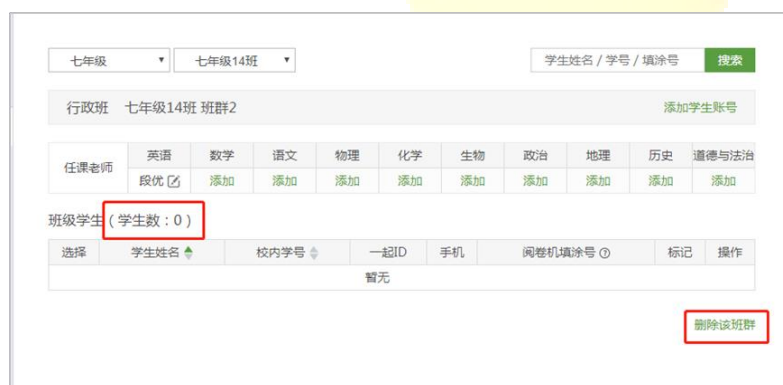 七年级 七年级14班 学生姓名 / 学号 / 填涂号 搜索
行政班 七年级14班 班群2 添加学生账号
任课老师 英语 数学 语文 物理 化学 生物 政治 地理 历史 道德与法治
段优 添加 添加 添加 添加 添加 添加 添加 添加 添加
班级学生 ( 学生数：0 )
选择 学生姓名 校内学号 一起ID 手机 阅卷机填涂号 标记 操作
暂无
删除该班群